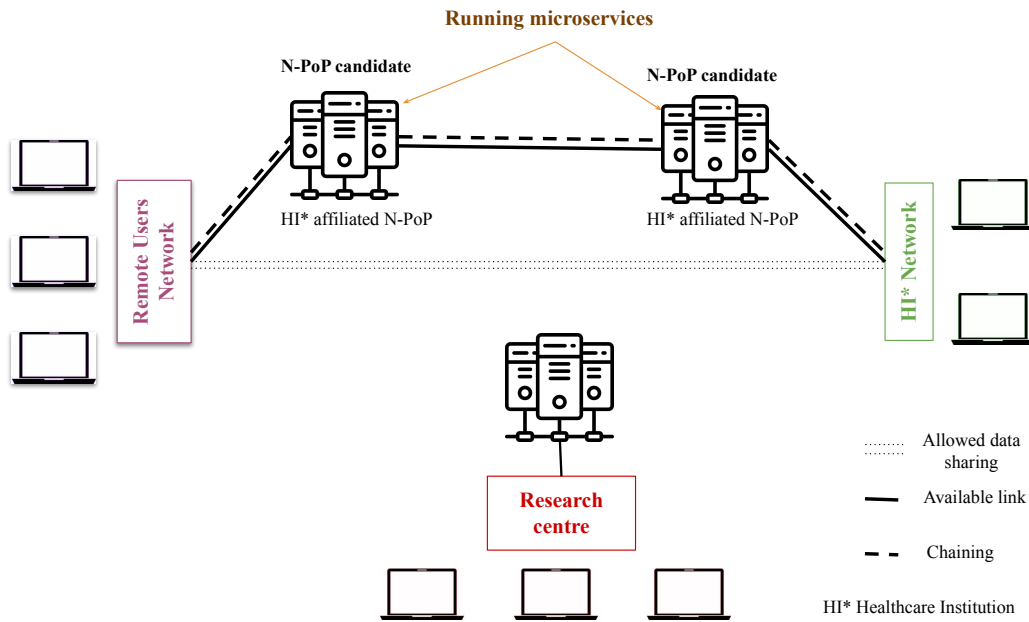 Running microservices
N-PoP candidate
N-PoP candidate
HI* affiliated N-PoP
HI* affiliated N-PoP
Remote Users
Network
HI* Network
Research
centre
Allowed data
sharing
Available link
Chaining
HI* Healthcare Institution